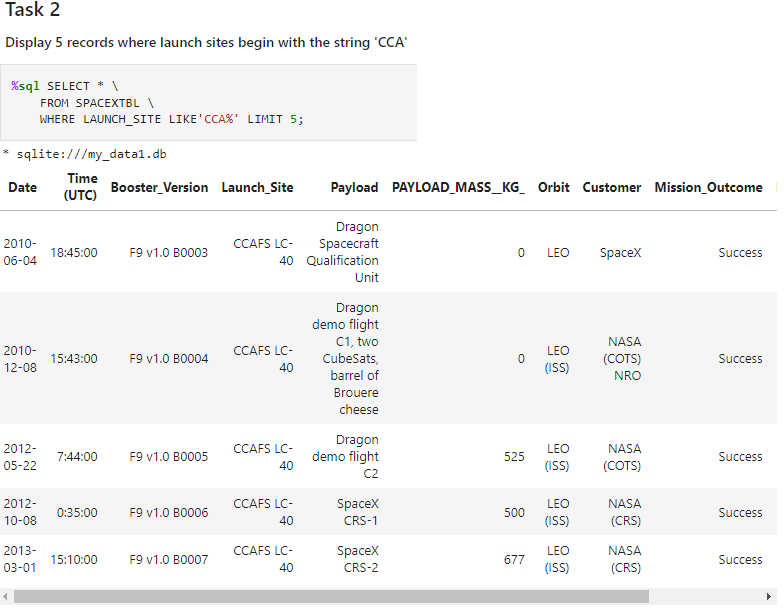 Task 2
Display 5 records where launch sites begin with the string 'CCA'
%sql SELECT * \
FROM SPACEXTBL \
WHERE LAUNCH_SITE LIKE'CCA%' LIMIT 5;
* sqlite:///my_data1.db
Date Time (UTC) Booster_Version Launch_Site Payload PAYLOAD_MASS__KG_ Orbit Customer Mission_Outcome
2010-06-04 18:45:00 F9 v1.0 B0003 CCAFS LC-40 Dragon Spacecraft Qualification Unit 0 LEO SpaceX Success
2010-12-08 15:43:00 F9 v1.0 B0004 CCAFS LC-40 Dragon demo flight C1, two CubeSats, barrel of Brouere cheese 0 LEO (ISS) NASA (COTS) NRO Success
2012-05-22 7:44:00 F9 v1.0 B0005 CCAFS LC-40 Dragon demo flight C2 525 LEO (ISS) NASA (COTS) Success
2012-10-08 0:35:00 F9 v1.0 B0006 CCAFS LC-40 SpaceX CRS-1 500 LEO (ISS) NASA (CRS) Success
2013-03-01 15:10:00 F9 v1.0 B0007 CCAFS LC-40 SpaceX CRS-2 677 LEO (ISS) NASA (CRS) Success